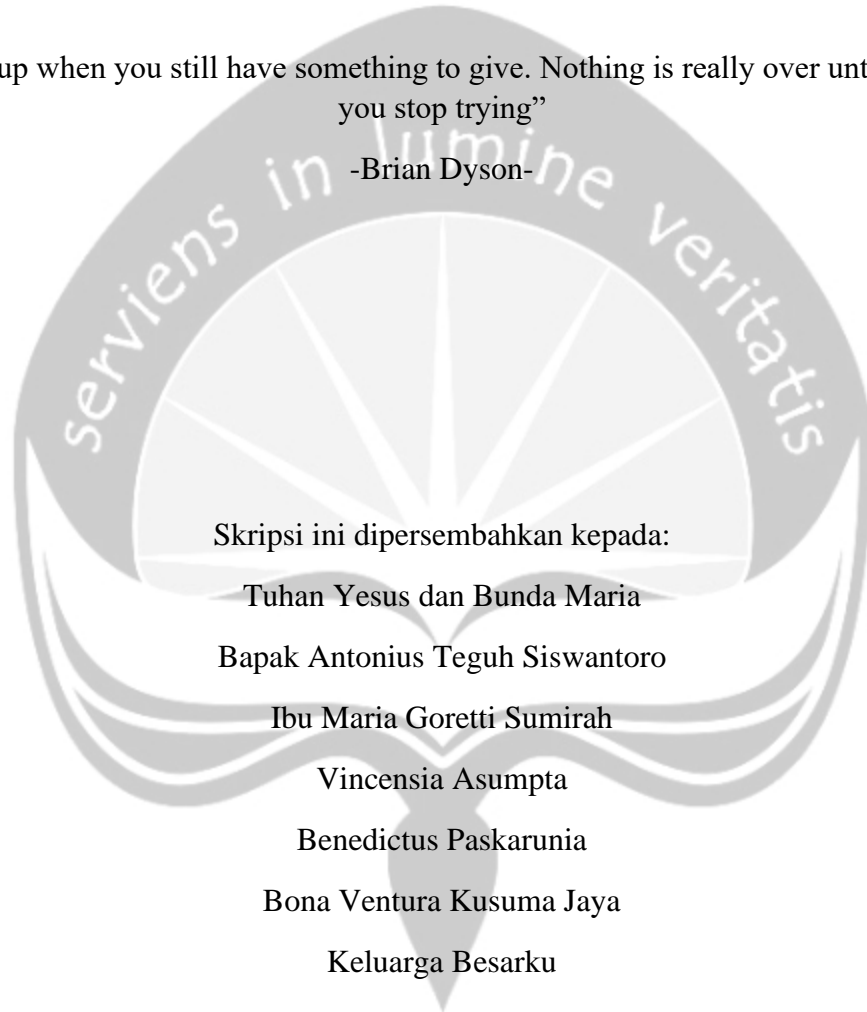 up when you still have something to give. Nothing is really over unt
you stop trying”
-Brian Dyson-
serviens in lumine veritatis
Skripsi ini dipersembahkan kepada:
Tuhan Yesus dan Bunda Maria
Bapak Antonius Teguh Siswantoro
Ibu Maria Goretti Sumirah
Vincensia Asumpta
Benedictus Paskarunia
Bona Ventura Kusuma Jaya
Keluarga Besarku